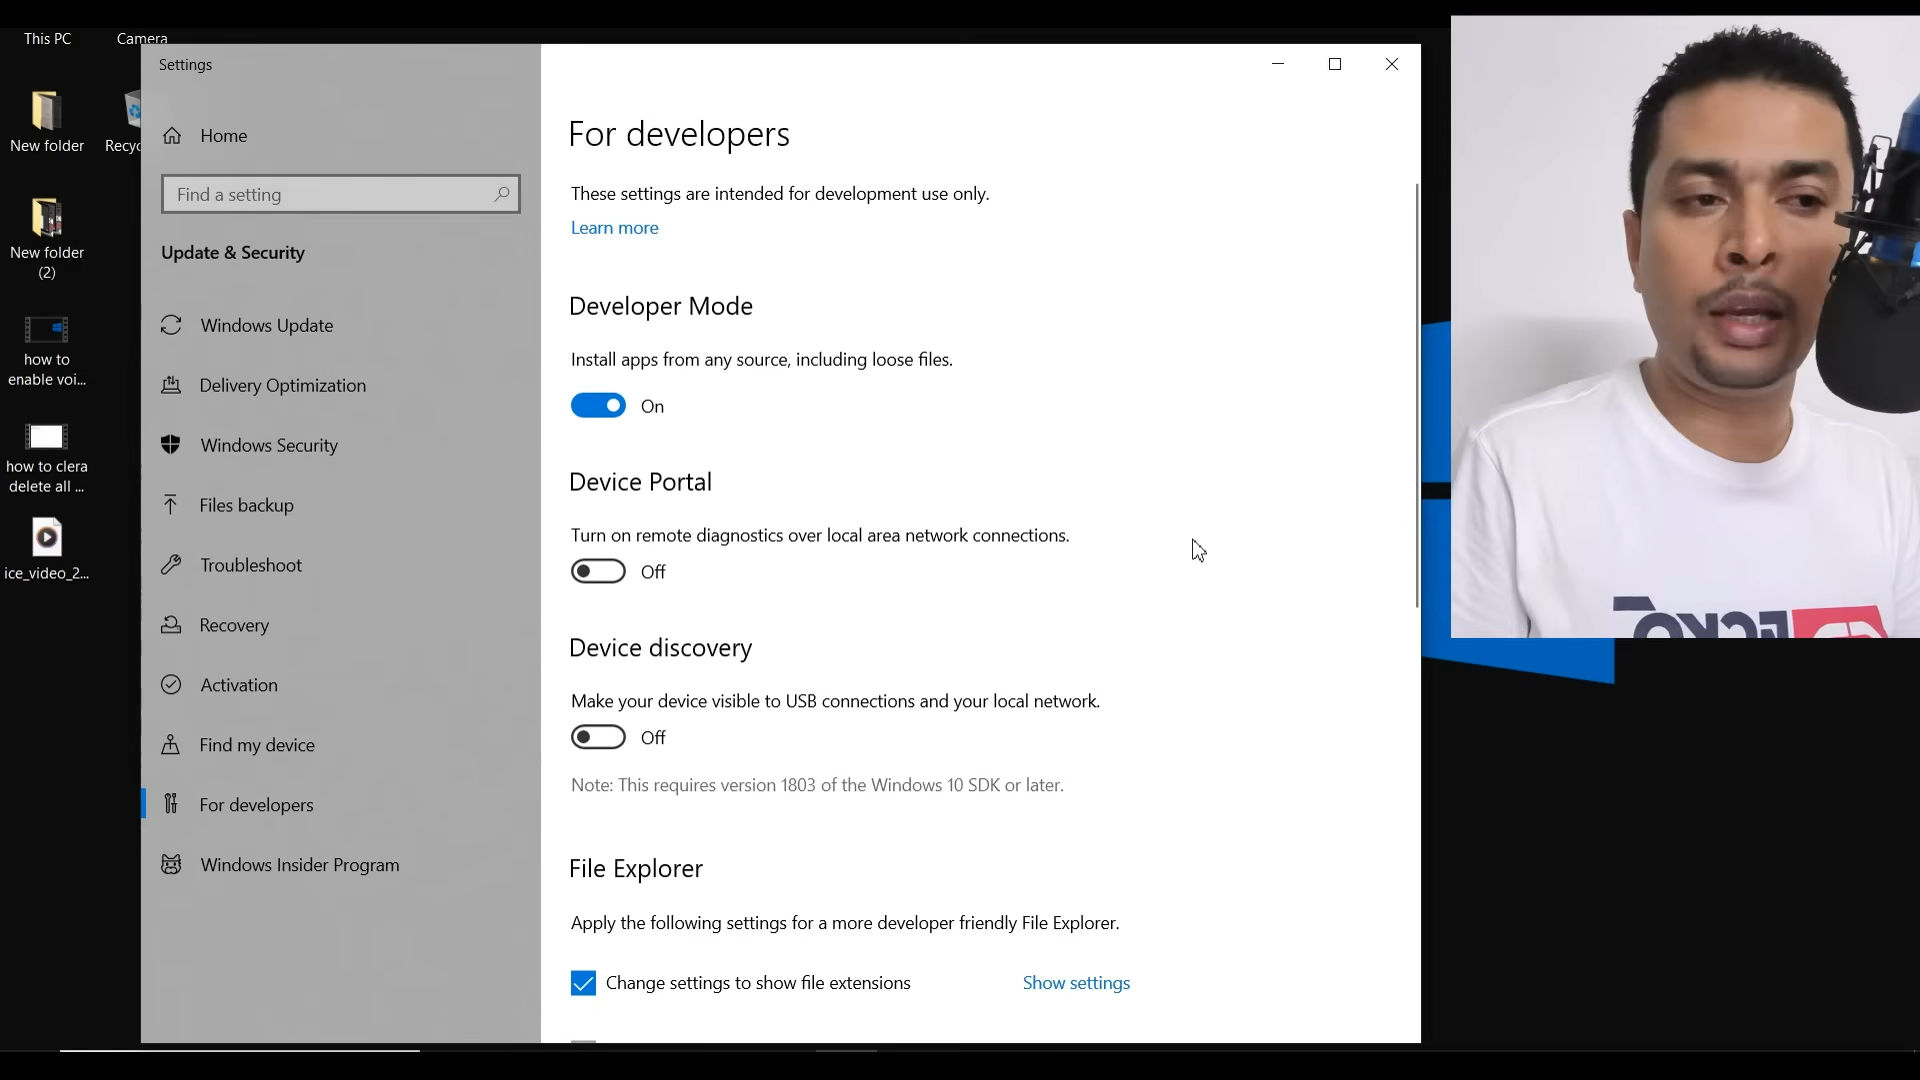 This PC
Camera
New folder
Recyc
New folder
(2)
how to
enable voi...
how to clera
delete all ...
ice_video_2...
Settings
Home
Find a setting
Update & Security
Windows Update
Delivery Optimization
Windows Security
Files backup
Troubleshoot
Recovery
Activation
Find my device
For developers
Windows Insider Program
For developers
These settings are intended for development use only.
Learn more
Developer Mode
Install apps from any source, including loose files.
On
Device Portal
Turn on remote diagnostics over local area network connections.
Off
Device discovery
Make your device visible to USB connections and your local network.
Off
Note: This requires version 1803 of the Windows 10 SDK or later.
File Explorer
Apply the following settings for a more developer friendly File Explorer.
Change settings to show file extensions
Show settings